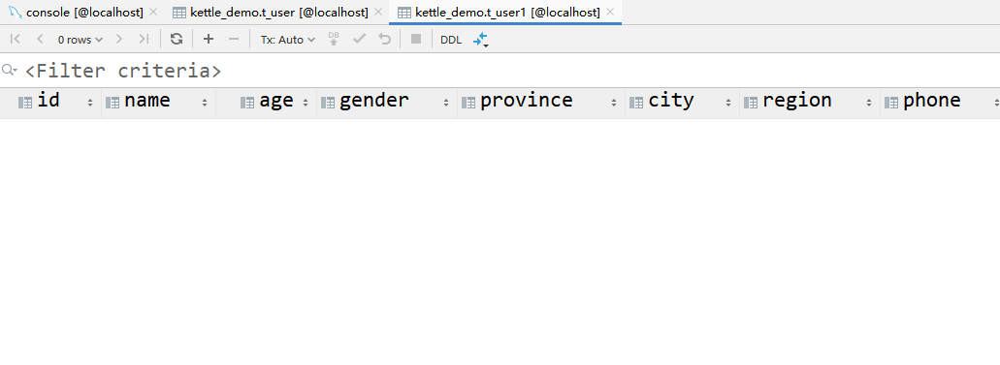 console [@localhost] kettle_demo.t_user [@localhost] kettle_demo.t_user1 [@localhost]
0 rows Tx: Auto DB DDL
<Filter criteria>
id name age gender province city region phone